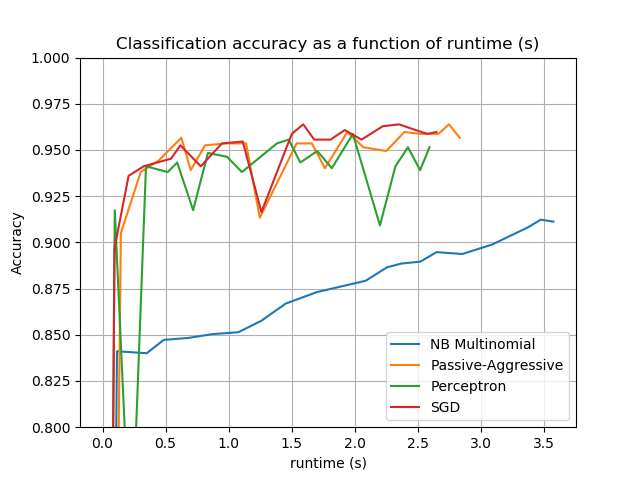 Classification accuracy as a function of runtime (s)
1.000
0.975
0.950
0.925
0.900
0.875
0.850
0.825
0.800
Accuracy
NB Multinomial
Passive-Aggressive
Perceptron
SGD
0.0 0.5 1.0 1.5 2.0 2.5 3.0 3.5
runtime (s)